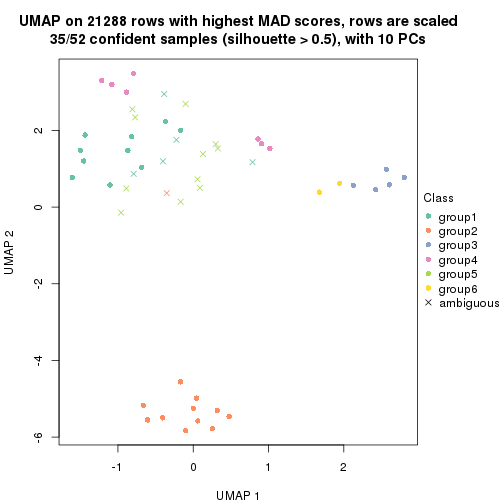 UMAP on 21288 rows with highest MAD scores, rows are scaled
35/52 confident samples (silhouette > 0.5), with 10 PCs
2
0
-2
-4
-6
UMAP 2
-1
0
1
2
UMAP 1
Class
group1
group2
group3
group4
group5
group6
ambiguous